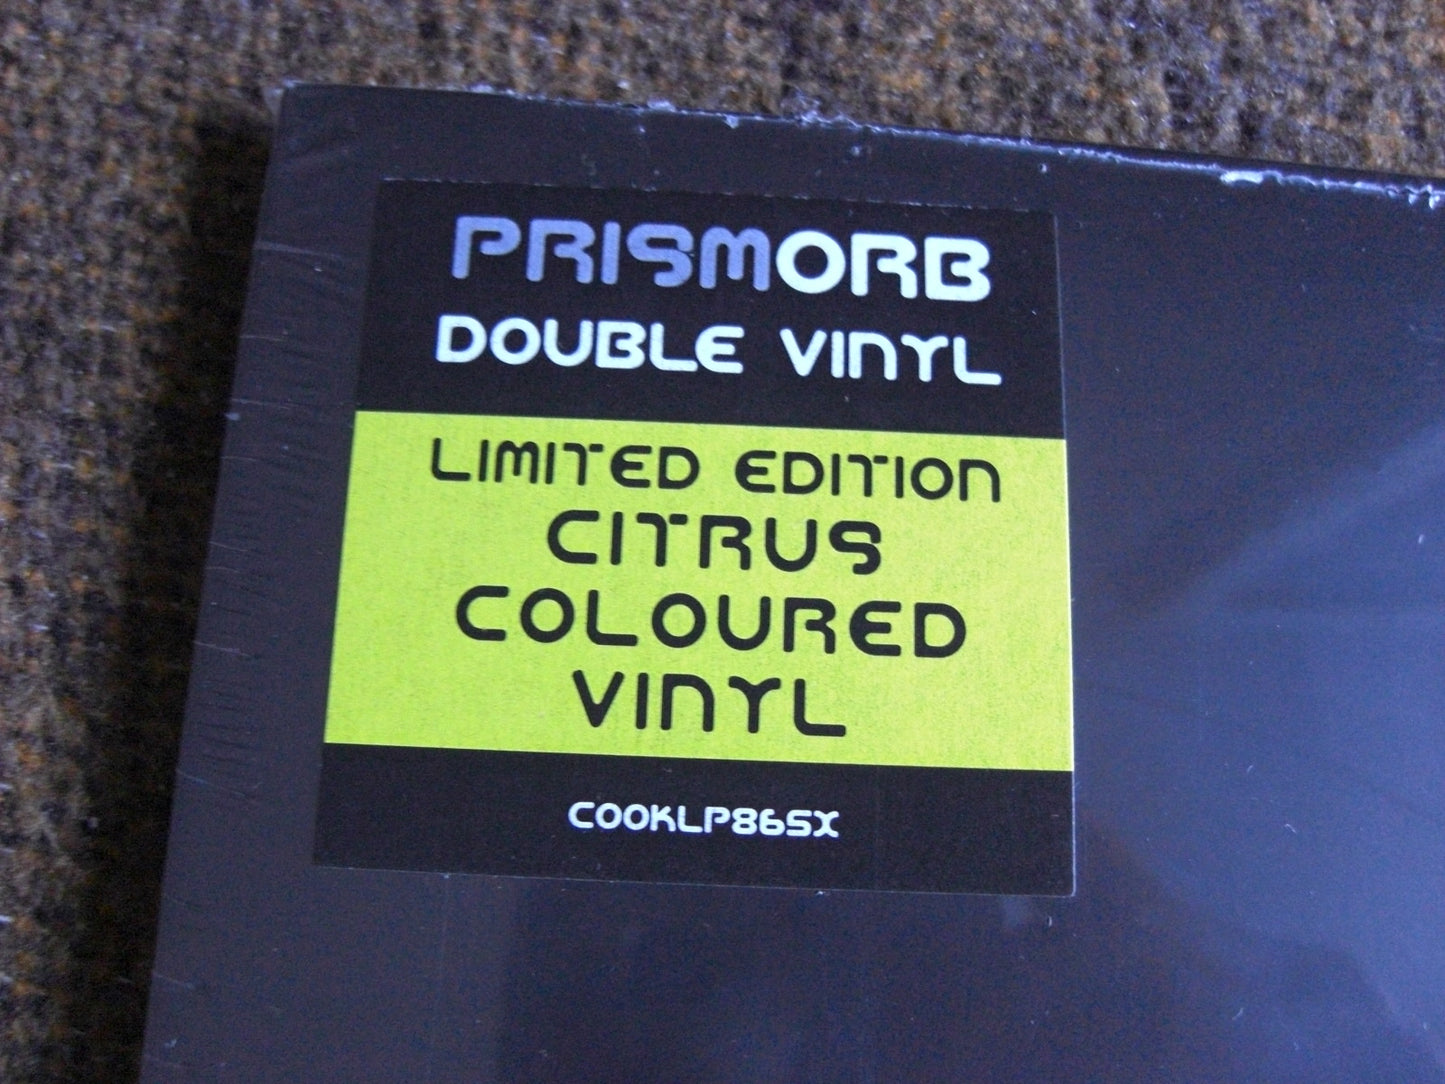 PRISMORB
DOUBLE VINYL
LIMITED EDITION
CITRUS
COLOURED
VINYL
COOKLP865X